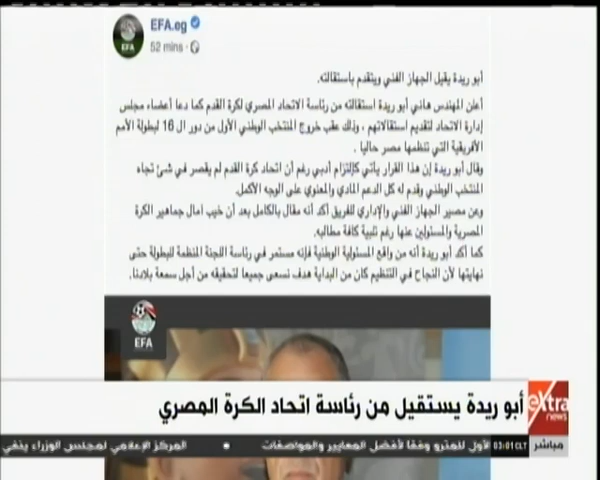 EFA.eg
52 mins
أبو ريدة يقيل الجهاز الفني ويتقدم باستقالته.
أعلن المهندس هاني أبو ريدة استقالته من رئاسة الاتحاد المصري لكرة القدم كما دعا أعضاء مجلس
إدارة الاتحاد لتقديم استقالاتهم ، وذلك عقب خروج المنتخب الوطني الأول من دور ال 16 لبطولة الأمم
الأفريقية التي تنظمها مصر حاليا .
وقال أبو ريدة إن هذا القرار يأتي كإلتزام أدبي رغم أن اتحاد كرة القدم لم يقصر في شئ تجاه
المنتخب الوطني وقدم له كل الدعم المادي والمعنوي على الوجه الأكمل.
وعن مصير الجهاز الفني والإداري للفريق أكد أنه مقال بالكامل بعد أن خيب امال جماهير الكرة
المصرية والمسئولين عنها رغم تلبية كافة مطالبه.
كما أكد أبو ريدة أنه من واقع المسئولية الوطنية فإنه مستمر في رئاسة اللجنة المنظمة للبطولة حتى
نهايتها لأن النجاح في التنظيم كان من البداية هدف نسعى جميعا لتحقيقه من أجل سمعة بلادنا.
EFA
أبو ريدة يستقيل من رئاسة اتحاد الكرة المصري
eXtra
news
مباشر
03:01 CLT
الأول للمترو وفقا لأفضل المعايير والمواصفات
المركز الإعلامي لمجلس الوزراء ينفي